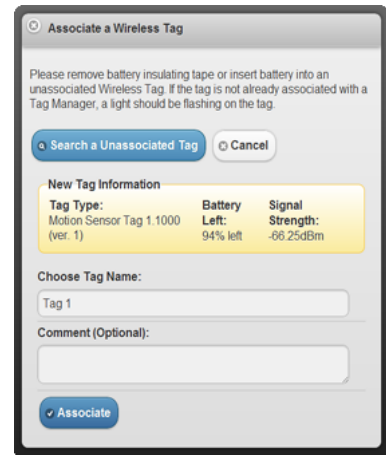 Associate a Wireless Tag
Please remove battery insulating tape or insert battery into an
unassociated Wireless Tag. If the tag is not already associated with a
Tag Manager, a light should be flashing on the tag.
Search a Unassociated Tag Cancel
New Tag Information
Tag Type: Battery Signal
Motion Sensor Tag 1.1000 Left: Strength:
(ver. 1) 94% left -66.25dBm
Choose Tag Name:
Tag 1
Comment (Optional):
Associate